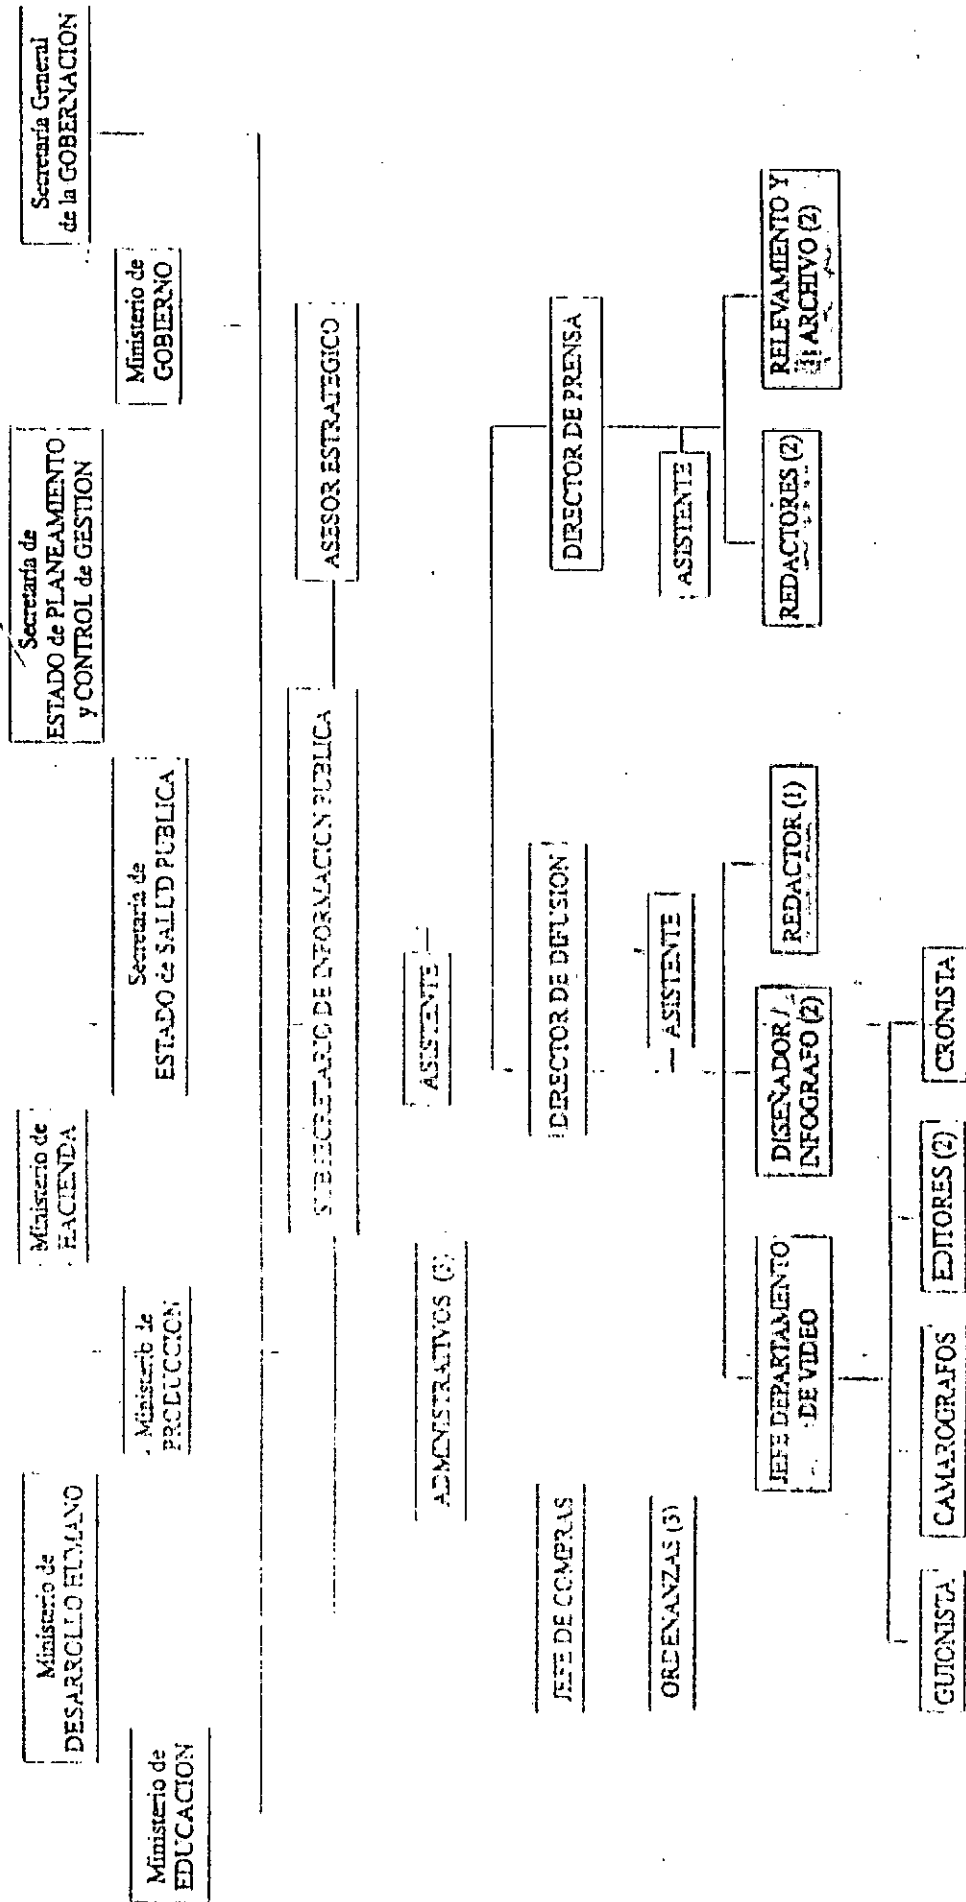 Ministerio de
EDUCACION
Ministerio de
DESARROLLO HUMANO
Ministerio de
PRODUCCION
Ministerio de
HACIENDA
Secretaría de
ESTADO de SALUD PUBLICA
Secretaría de
ESTADO de PLANEAMIENTO
y CONTROL de GESTION
Ministerio de
GOBIERNO
Secretaría General
de la GOBERNACION
SUBSECRETARIO DE INFORMACION PUBLICA
ASESOR ESTRATEGICO
ADMINISTRATIVOS (3)
ASISTENTE
JEFE DE COMPRAS
DIRECTOR DE DIFUSION
DIRECTOR DE PRENSA
ORDENANZAS (3)
ASISTENTE
ASISTENTE
JEFE DEPARTAMENTO
DE VIDEO
DISEÑADOR /
INFOGRAFO (2)
REDACTOR (1)
REDACTORES (2)
RELEVAMIENTO Y
ARCHIVO (2)
GUIONISTA
CAMAROGRAFOS
EDITORES (2)
CRONISTA